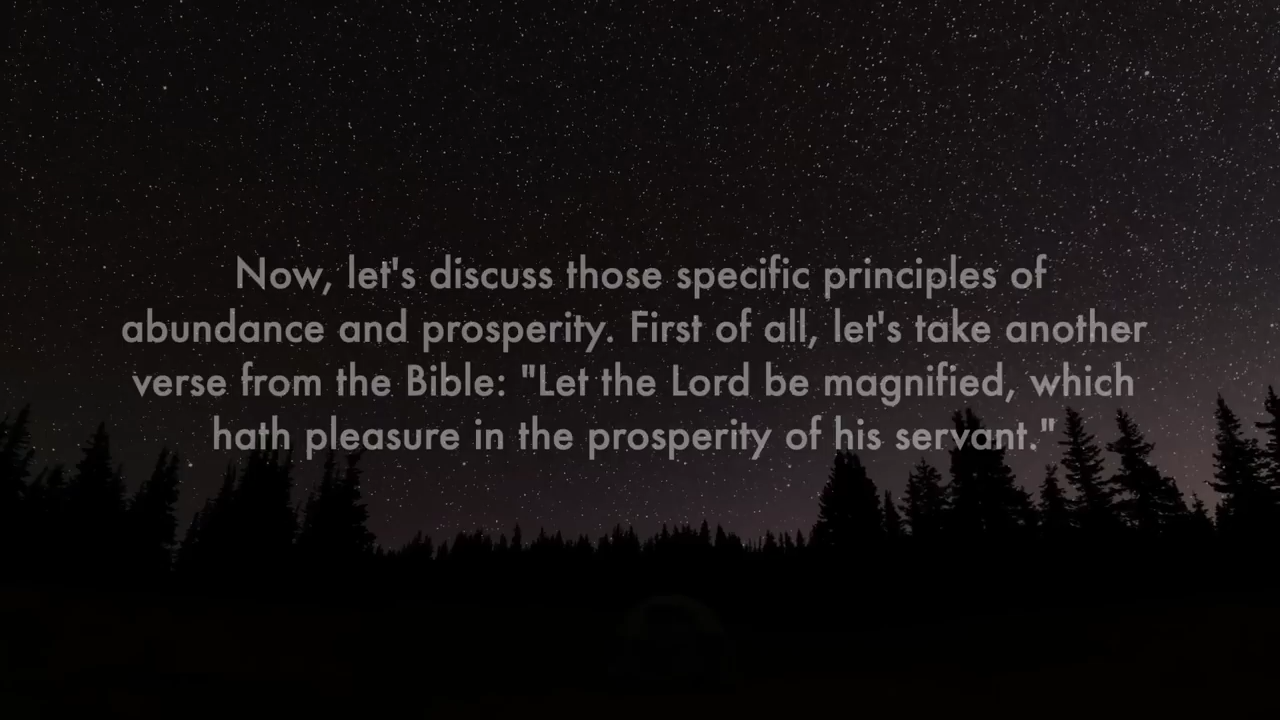 Now, let's discuss those specific principles of
abundance and prosperity. First of all, let's take another
verse from the Bible: "Let the Lord be magnified, which
hath pleasure in the prosperity of his servant."